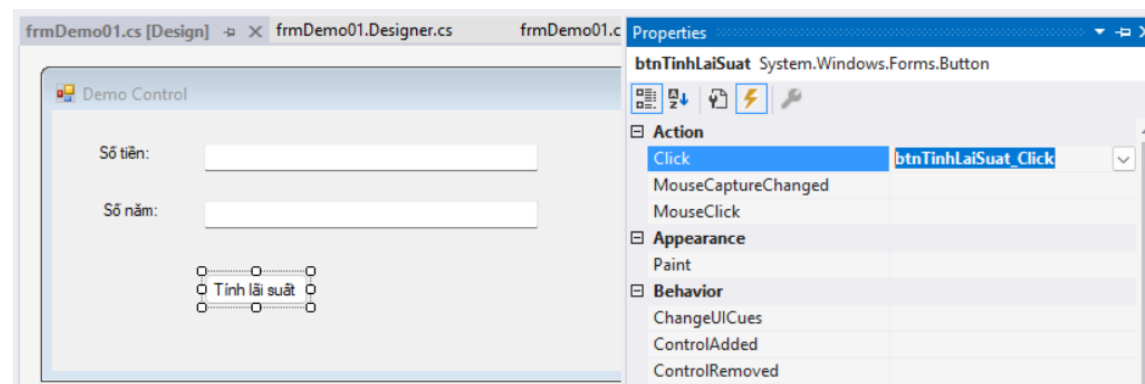 frmDemo01.cs [Design]
frmDemo01.Designer.cs
frmDemo01.c
Demo Control
Số tiền:
Số năm:
Tính lãi suất
Properties
btnTinhLaiSuat System.Windows.Forms.Button
Action
Click btnTinhLaiSuat_Click
MouseCaptureChanged
MouseClick
Appearance
Paint
Behavior
ChangeUICues
ControlAdded
ControlRemoved